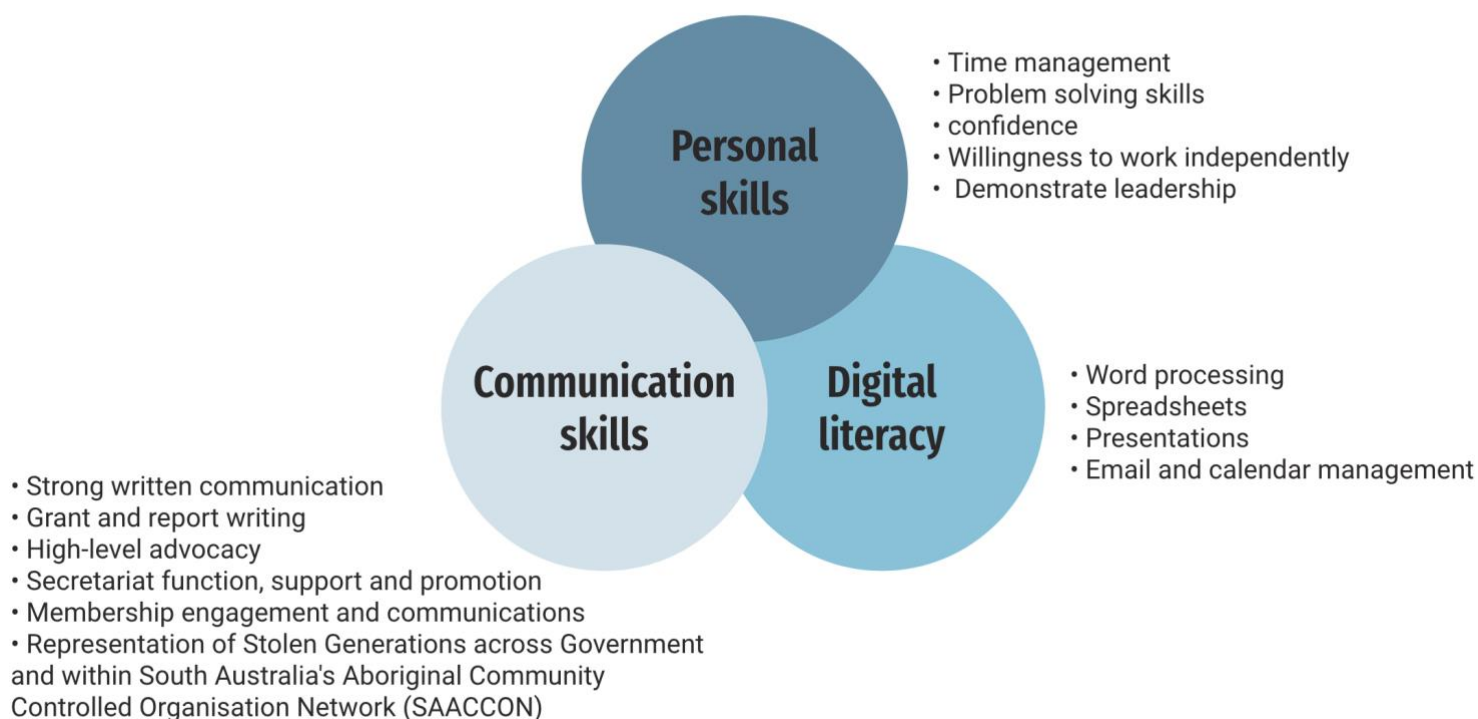 Personal
skills
• Time management
• Problem solving skills
• confidence
• Willingness to work independently
•  Demonstrate leadership
Communication
skills
Digital
literacy
• Word processing
• Spreadsheets
• Presentations
• Email and calendar management
• Strong written communication
• Grant and report writing
• High-level advocacy
• Secretariat function, support and promotion
• Membership engagement and communications
• Representation of Stolen Generations across Government
and within South Australia's Aboriginal Community
Controlled Organisation Network (SAACCON)